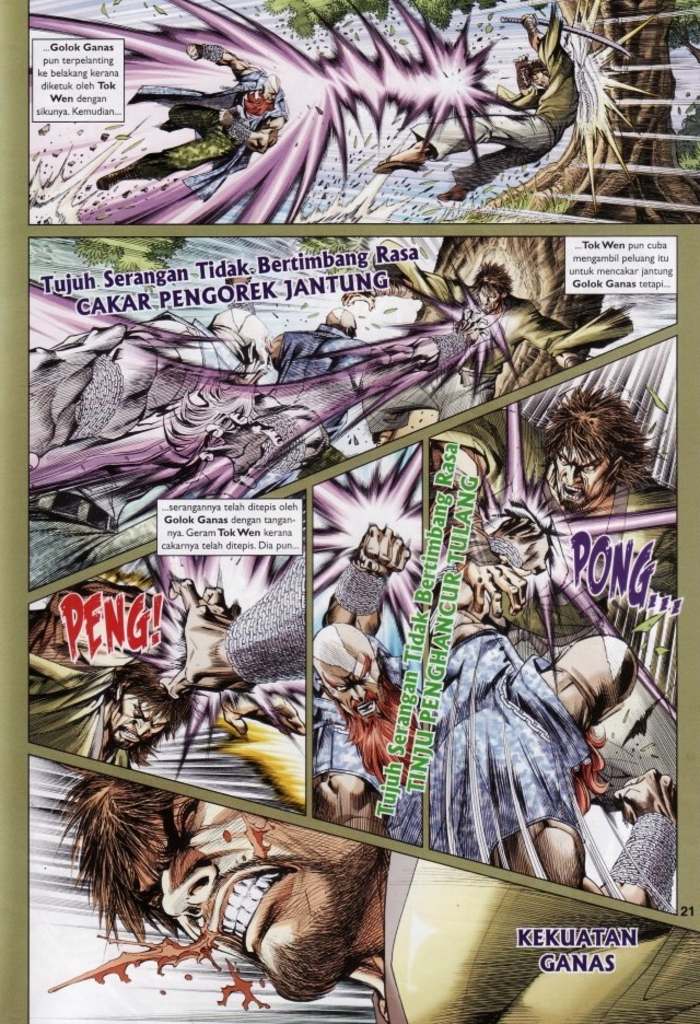 ...Golok Ganas
pun terpelanting
ke belakang kerana
diketuk oleh Tok
Wen dengan
sikunya. Kemudian...
Tujuh Serangan Tidak Bertimbang Rasa
CAKAR PENGOREK JANTUNG
...Tok Wen pun cuba
mengambil peluang itu
untuk mencakar jantung
Golok Ganas tetapi...
...serangannya telah ditepis oleh
Golok Ganas dengan tangan-
nya. Geram Tok Wen kerana
cakarnya telah ditepis. Dia pun...
PENG!
Tujuh Serangan Tidak Bertimbang Rasa
TINJU PENGHANCUR TULANG
PONG...
21
KEKUATAN
GANAS